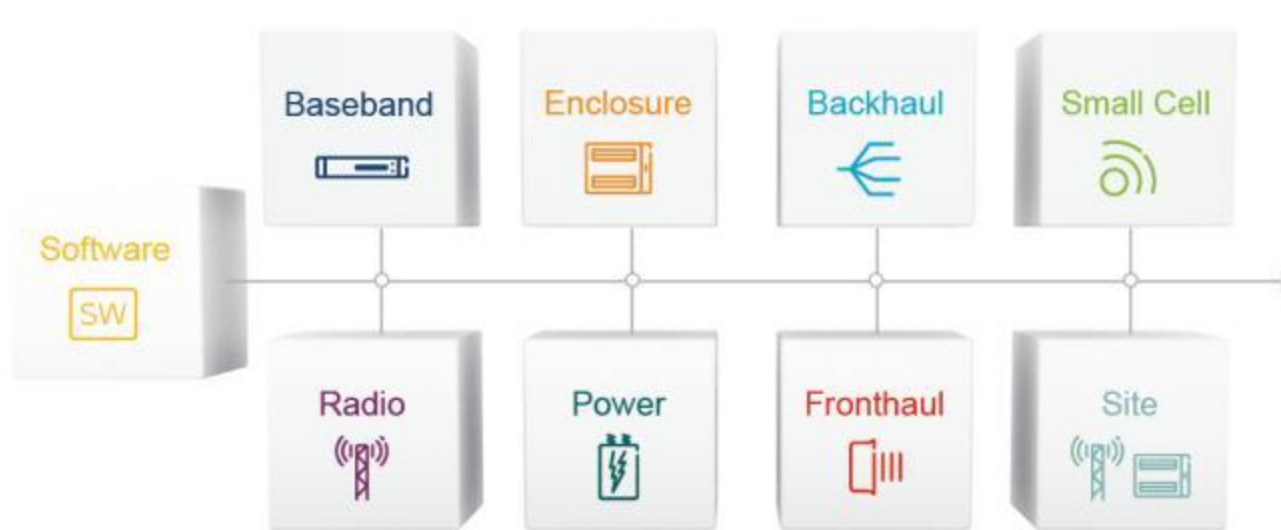 Baseband
Enclosure
Backhaul
Small Cell
Software
SW
Radio
Power
Fronthaul
Site